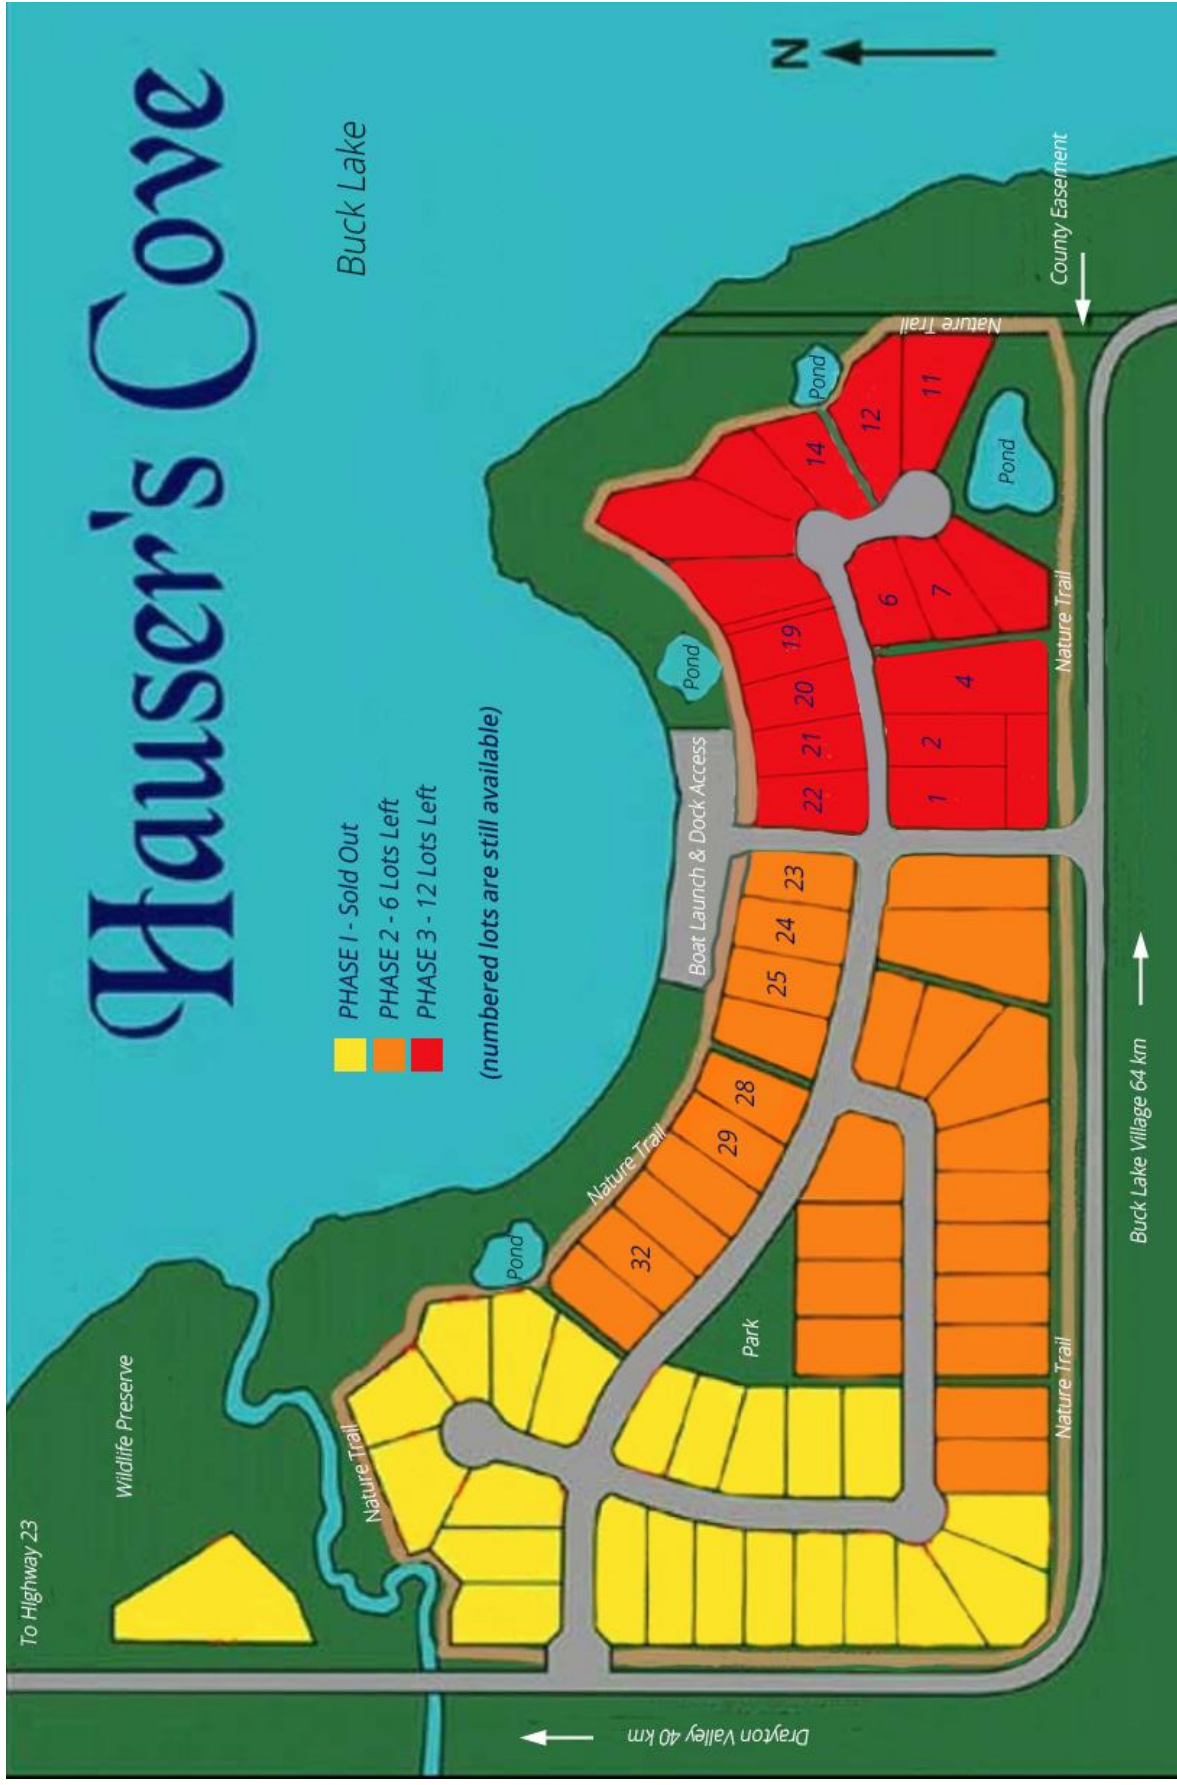 Hauser's Cove
Buck Lake
N
PHASE 1 - Sold Out
PHASE 2 - 6 Lots Left
PHASE 3 - 12 Lots Left
(numbered lots are still available)
To HIghway 23
Wildlife Preserve
Nature Trail
Pond
Nature Trail
Boat Launch & Dock Access
Pond
Pond
Nature Trail
County Easement
32
29
28
25
24
23
22
21
20
19
14
12
11
1
2
4
6
7
Pond
Park
Nature Trail
Nature Trail
Drayton Valley 40 km
Buck Lake Village 64 km